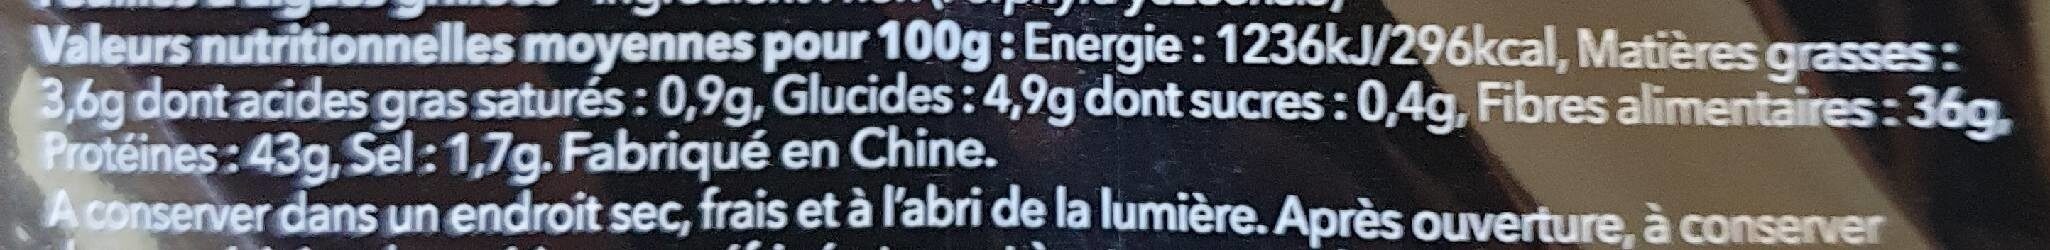 Valeurs nutritionnelles moyennes pour 100g : Energie : 1236kJ/296kcal, Matières grasses :
3,6g dont acides gras saturés : 0,9g, Glucides : 4,9g dont sucres : 0,4g, Fibres alimentaires : 36g,
Protéines : 43g, Sel : 1,7g. Fabriqué en Chine.
A conserver dans un endroit sec, frais et à l'abri de la lumière. Après ouverture, à conserver